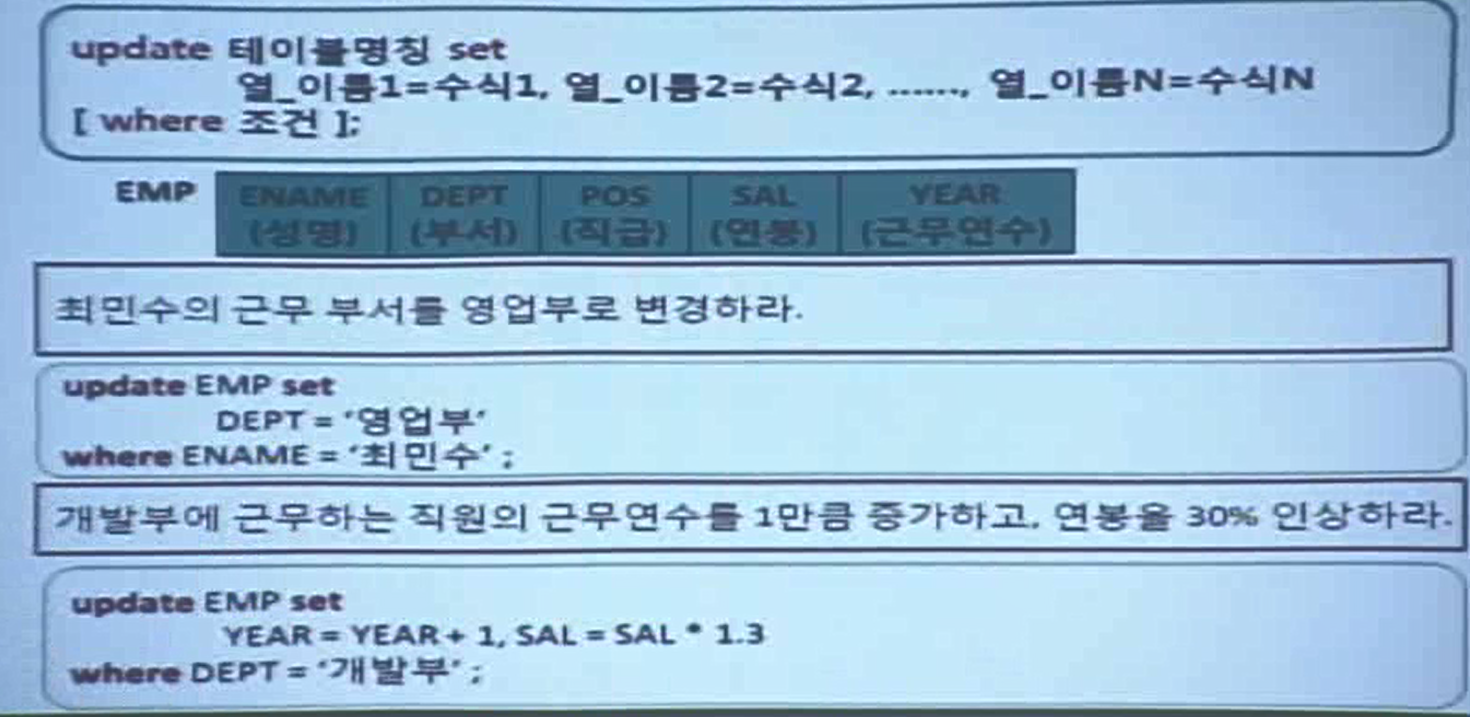 update 테이블명칭 set
열_이름1=수식1, 열_이름2=수식2, ......, 열_이름N=수식N
[ where 조건 ];
EMP ENAME DEPT POS SAL YEAR
(성명) (부서) (직급) (연봉) (근무연수)
최민수의 근무 부서를 영업부로 변경하라.
update EMP set
DEPT = ‘영업부’
where ENAME = ‘최민수’ ;
개발부에 근무하는 직원의 근무연수를 1만큼 증가하고, 연봉을 30% 인상하라.
update EMP set
YEAR = YEAR + 1, SAL = SAL * 1.3
where DEPT = ‘개발부’ ;